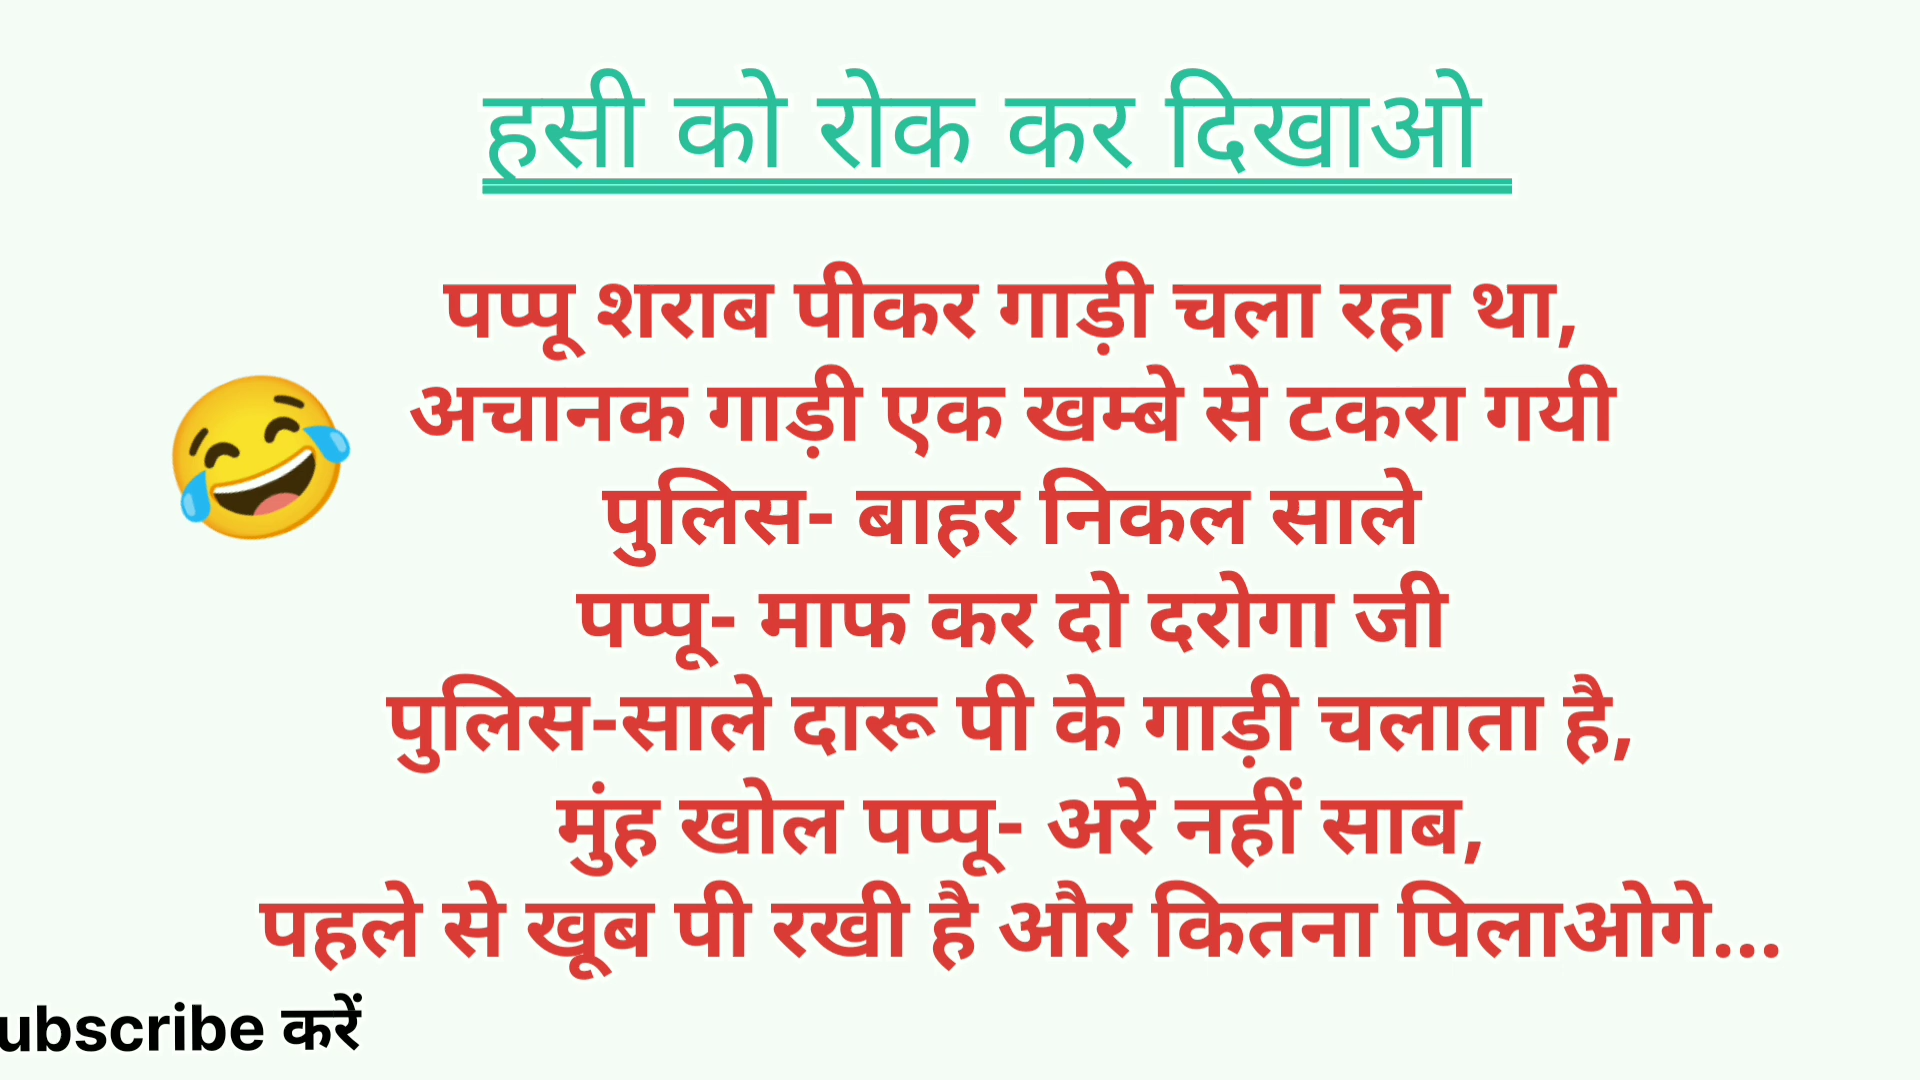 हसी को रोक कर दिखाओ
पप्पू शराब पीकर गाड़ी चला रहा था,
अचानक गाड़ी एक खम्बे से टकरा गयी
पुलिस- बाहर निकल साले
पप्पू- माफ कर दो दरोगा जी
पुलिस-साले दारू पी के गाड़ी चलाता है,
मुंह खोल पप्पू- अरे नहीं साब,
पहले से खूब पी रखी है और कितना पिलाओगे...
ubscribe करें